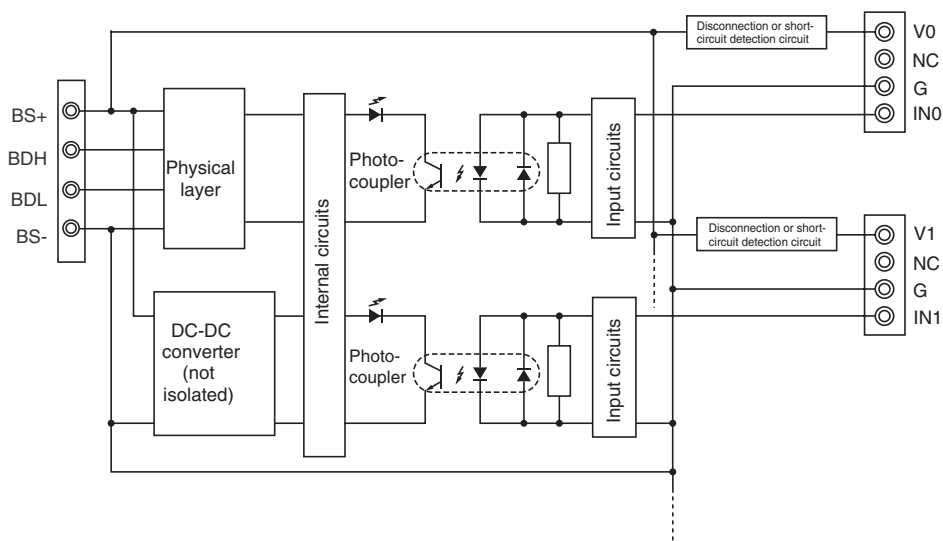 Disconnection or short-
circuit detection circuit
V0
NC
G
IN0
BS+
BDH
BDL
BS-
Physical
layer
Internal circuits
Photo-
coupler
Input circuits
Disconnection or short-
circuit detection circuit
V1
NC
G
IN1
DC-DC
converter
(not
isolated)
Photo-
coupler
Input circuits